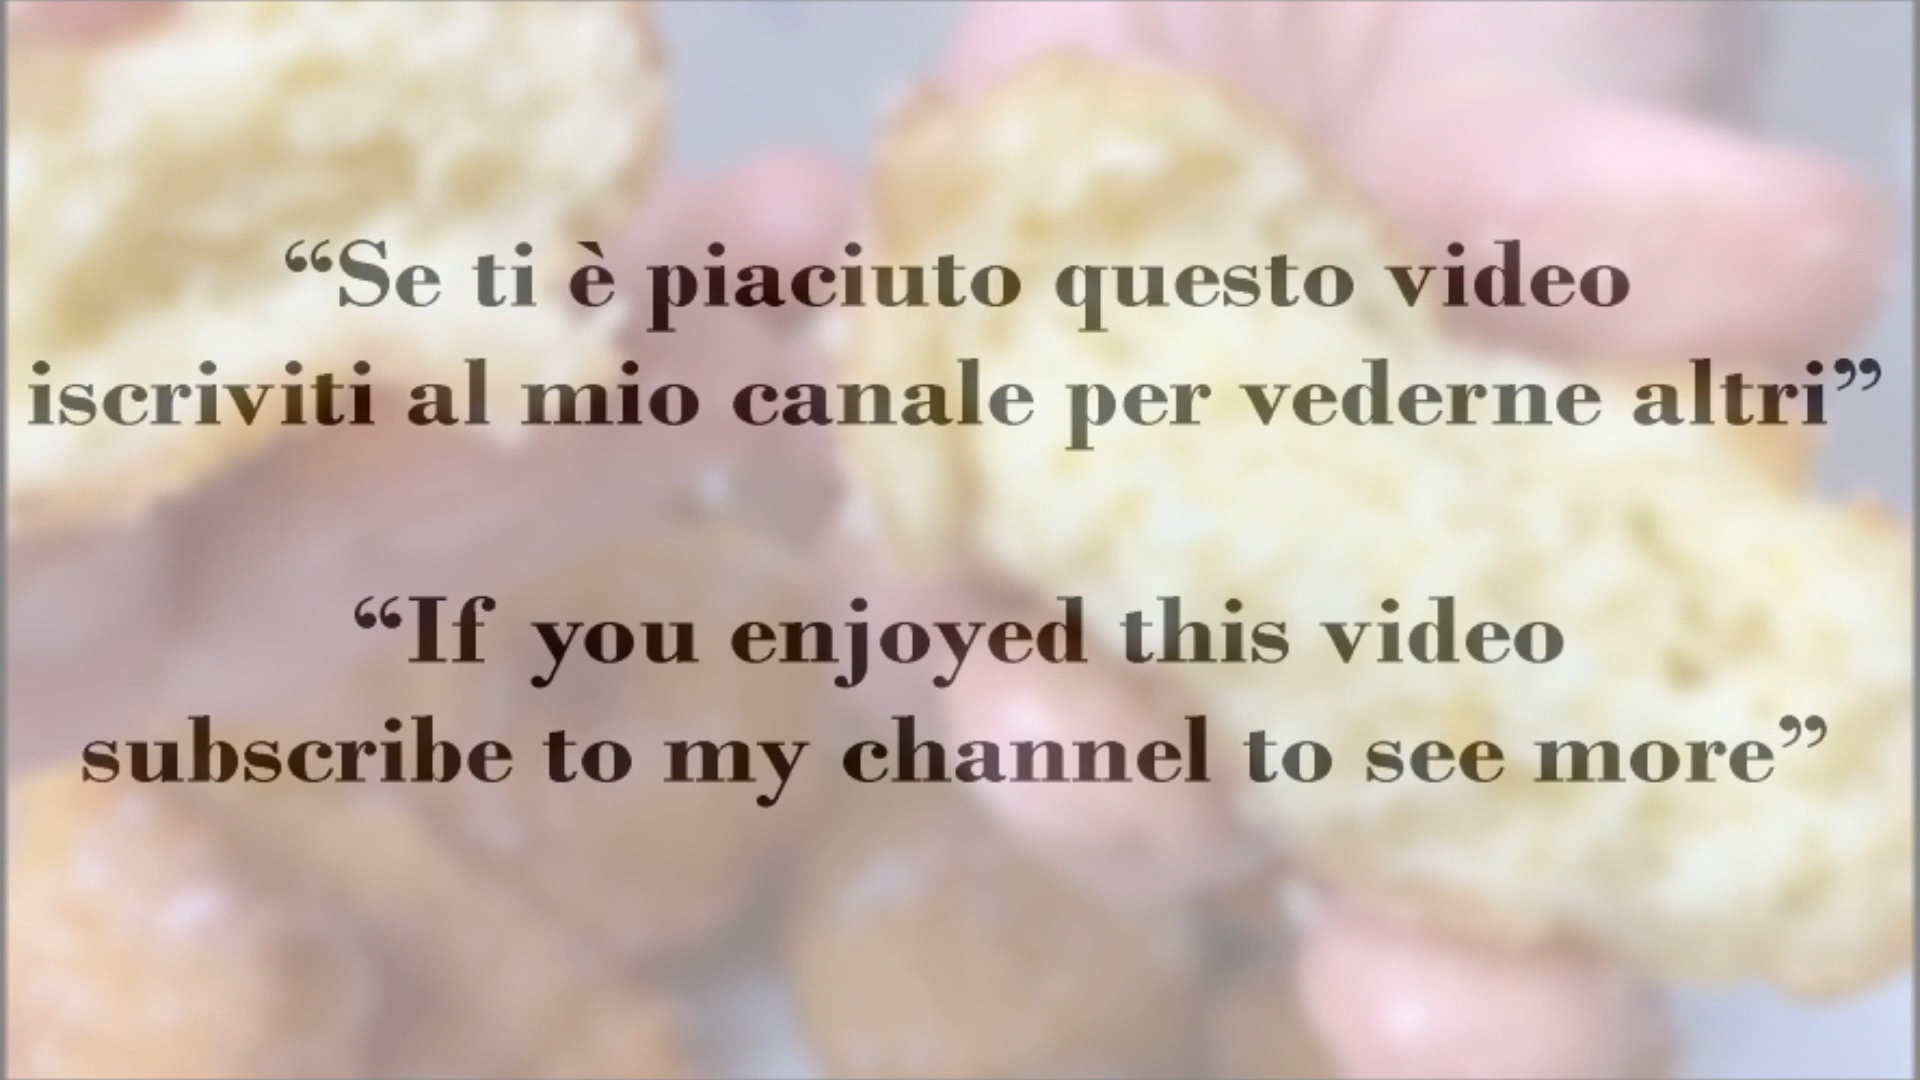 “Se ti è piaciuto questo video
iscriviti al mio canale per vederne altri”
“If you enjoyed this video
subscribe to my channel to see more”